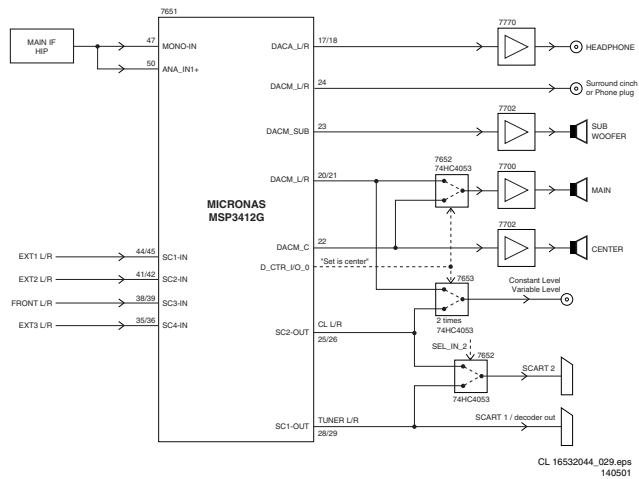 7651
MAIN IF
HIP
47
MONO-IN
50
ANA_IN1+
DACA_L/R
17/18
7770
HEADPHONE
DACM_L/R
24
Surround cinch
or Phone plug
DACM_SUB
23
7702
SUB
WOOFER
7652
74HC4053
DACM_L/R
20/21
7700
MAIN
MICRONAS
MSP3412G
DACM_C
22
7702
CENTER
EXT1 L/R
44/45
SC1-IN
D_CTR_I/O_0
"Set is center"
EXT2 L/R
41/42
SC2-IN
7653
Constant Level
Variable Level
FRONT L/R
38/39
SC3-IN
2 times
74HC4053
EXT3 L/R
35/36
SC4-IN
SC2-OUT
CL L/R
25/26
SEL_IN_2
7652
74HC4053
SCART 2
SC1-OUT
TUNER L/R
28/29
SCART 1 / decoder out
CL 16532044_029.eps
140501